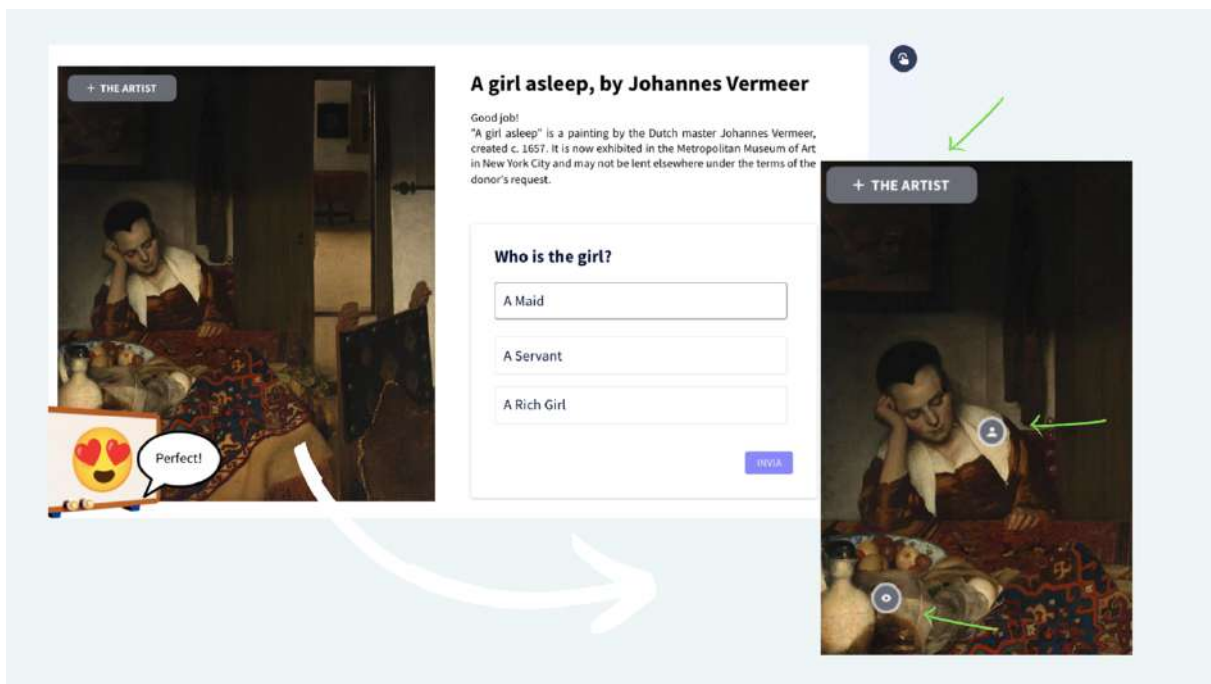 + THE ARTIST
A girl asleep, by Johannes Vermeer
Good job!
"A girl asleep" is a painting by the Dutch master Johannes Vermeer,
created c. 1657. It is now exhibited in the Metropolitan Museum of Art
in New York City and may not be lent elsewhere under the terms of the
donor's request.
Who is the girl?
A Maid
A Servant
A Rich Girl
INVIA
Perfect!
+ THE ARTIST